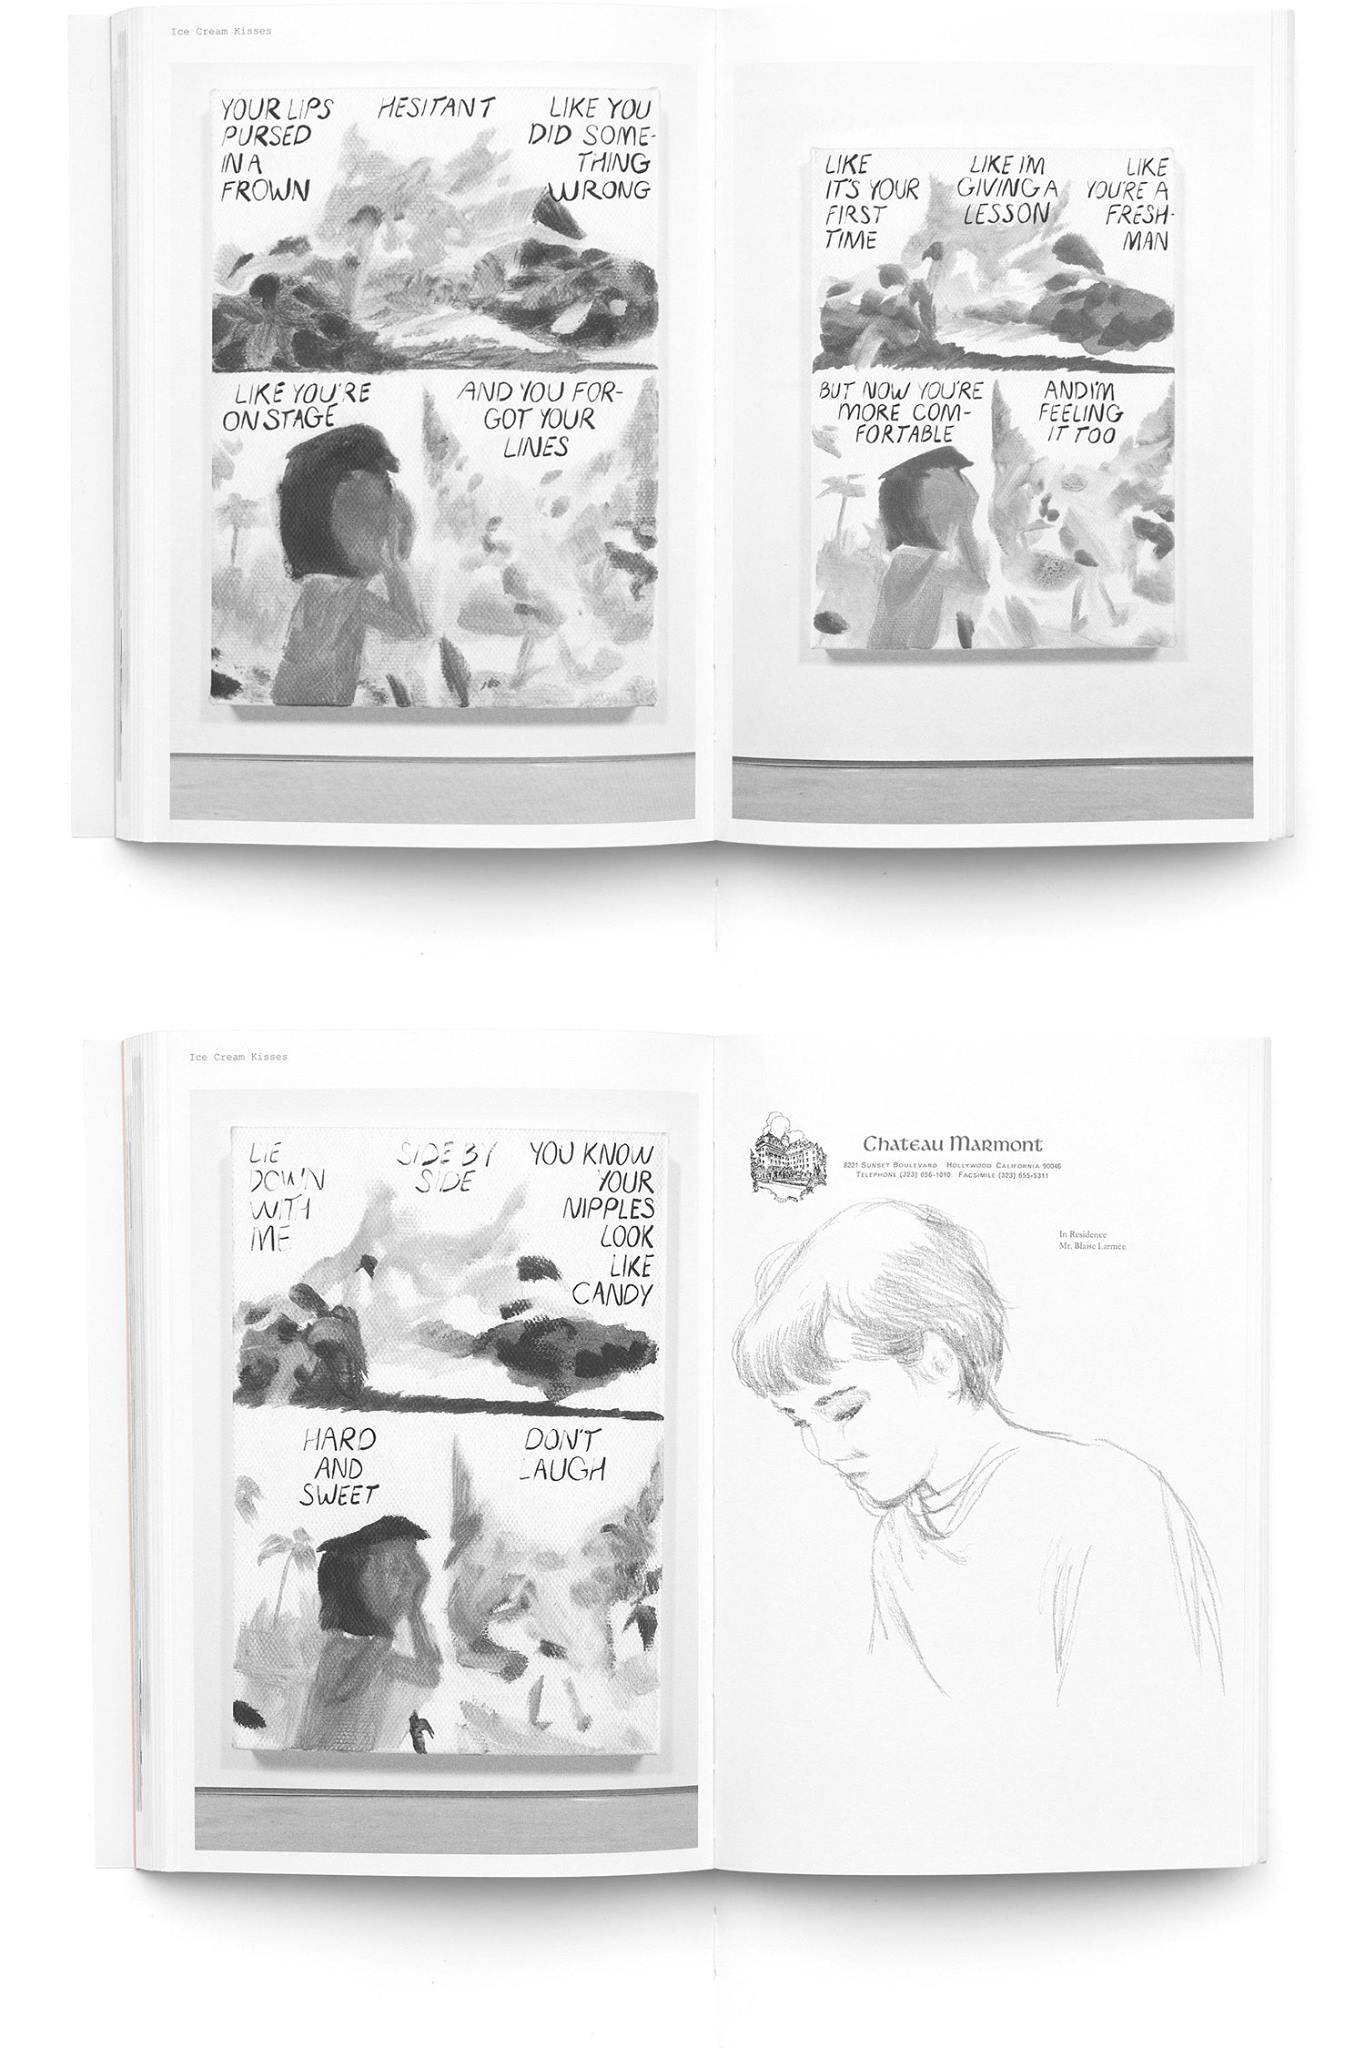 Ice Cream Kisses
YOUR LIPS
PURSED
IN A
FROWN
HESITANT
LIKE YOU
DID SOME-
THING
WRONG
LIKE YOU'RE
ON STAGE
AND YOU FOR-
GOT YOUR
LINES
LIKE
IT'S YOUR
FIRST
TIME
LIKE I'M
GIVING A
LESSON
LIKE
YOU'RE A
FRESH-
MAN
BUT NOW YOU'RE
MORE COM-
FORTABLE
AND I'M
FEELING
IT TOO
Ice Cream Kisses
LIE
DOWN
WITH
ME
SIDE BY
SIDE
YOU KNOW
YOUR
NIPPLES
LOOK
LIKE
CANDY
HARD
AND
SWEET
DON'T
LAUGH
Chateau Marmont
8221 Sunset Boulevard Hollywood California 90046
Telephone (323) 656-1010 Facsimile (323) 655-5311
In Residence
Mr. Blaise Larmee